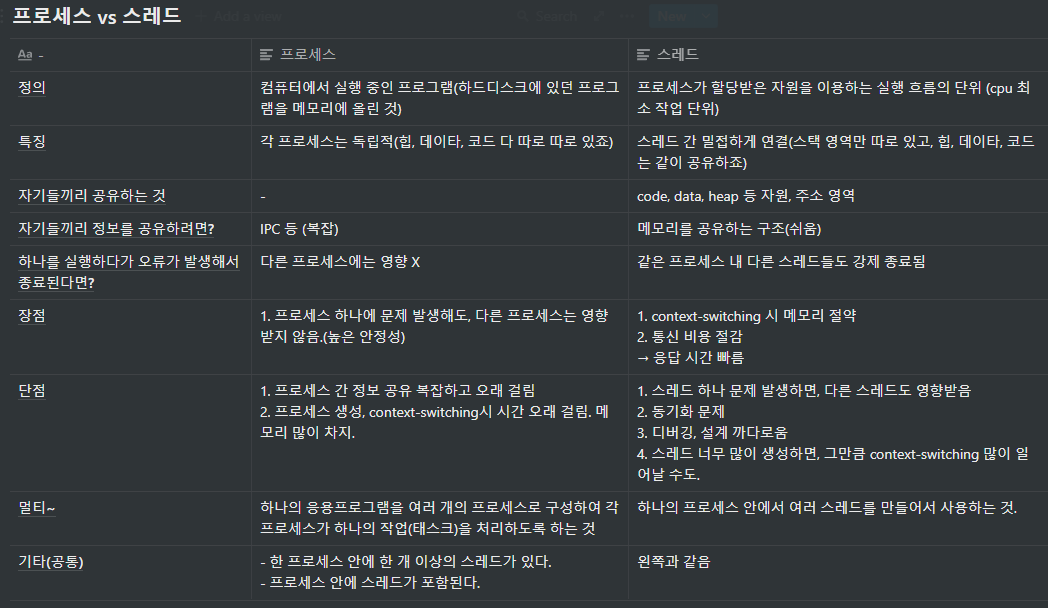 프로세스 vs 스레드
Add a view
Search
New
Aa -
프로세스
스레드
정의
컴퓨터에서 실행 중인 프로그램(하드디스크에 있던 프로그
램을 메모리에 올린 것)
프로세스가 할당받은 자원을 이용하는 실행 흐름의 단위 (cpu 최
소 작업 단위)
특징
각 프로세스는 독립적(힙, 데이타, 코드 다 따로 따로 있죠)
스레드 간 밀접하게 연결(스택 영역만 따로 있고, 힙, 데이타, 코드
는 같이 공유하죠)
자기들끼리 공유하는 것
-
code, data, heap 등 자원, 주소 영역
자기들끼리 정보를 공유하려면?
IPC 등 (복잡)
메모리를 공유하는 구조(쉬움)
하나를 실행하다가 오류가 발생해서
종료된다면?
다른 프로세스에는 영향 X
같은 프로세스 내 다른 스레드들도 강제 종료됨
장점
1. 프로세스 하나에 문제 발생해도, 다른 프로세스는 영향
받지 않음.(높은 안정성)
1. context-switching 시 메모리 절약
2. 통신 비용 절감
→ 응답 시간 빠름
단점
1. 프로세스 간 정보 공유 복잡하고 오래 걸림
2. 프로세스 생성, context-switching시 시간 오래 걸림. 메
모리 많이 차지.
1. 스레드 하나 문제 발생하면, 다른 스레드도 영향받음
2. 동기화 문제
3. 디버깅, 설계 까다로움
4. 스레드 너무 많이 생성하면, 그만큼 context-switching 많이 일
어날 수도.
멀티~
하나의 응용프로그램을 여러 개의 프로세스로 구성하여 각
프로세스가 하나의 작업(태스크)을 처리하도록 하는 것
하나의 프로세스 안에서 여러 스레드를 만들어서 사용하는 것.
기타(공통)
- 한 프로세스 안에 한 개 이상의 스레드가 있다.
- 프로세스 안에 스레드가 포함된다.
왼쪽과 같음